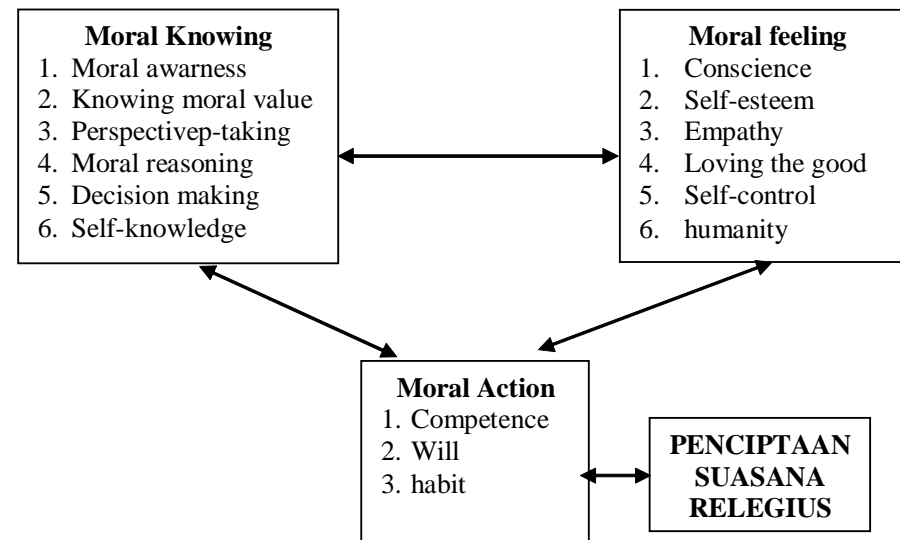 Moral Knowing
1. Moral awarness
2. Knowing moral value
3. Perspectivep-taking
4. Moral reasoning
5. Decision making
6. Self-knowledge
Moral feeling
1. Conscience
2. Self-esteem
3. Empathy
4. Loving the good
5. Self-control
6. humanity
Moral Action
1. Competence
2. Will
3. habit
PENCIPTAAN
SUASANA
RELEGIUS